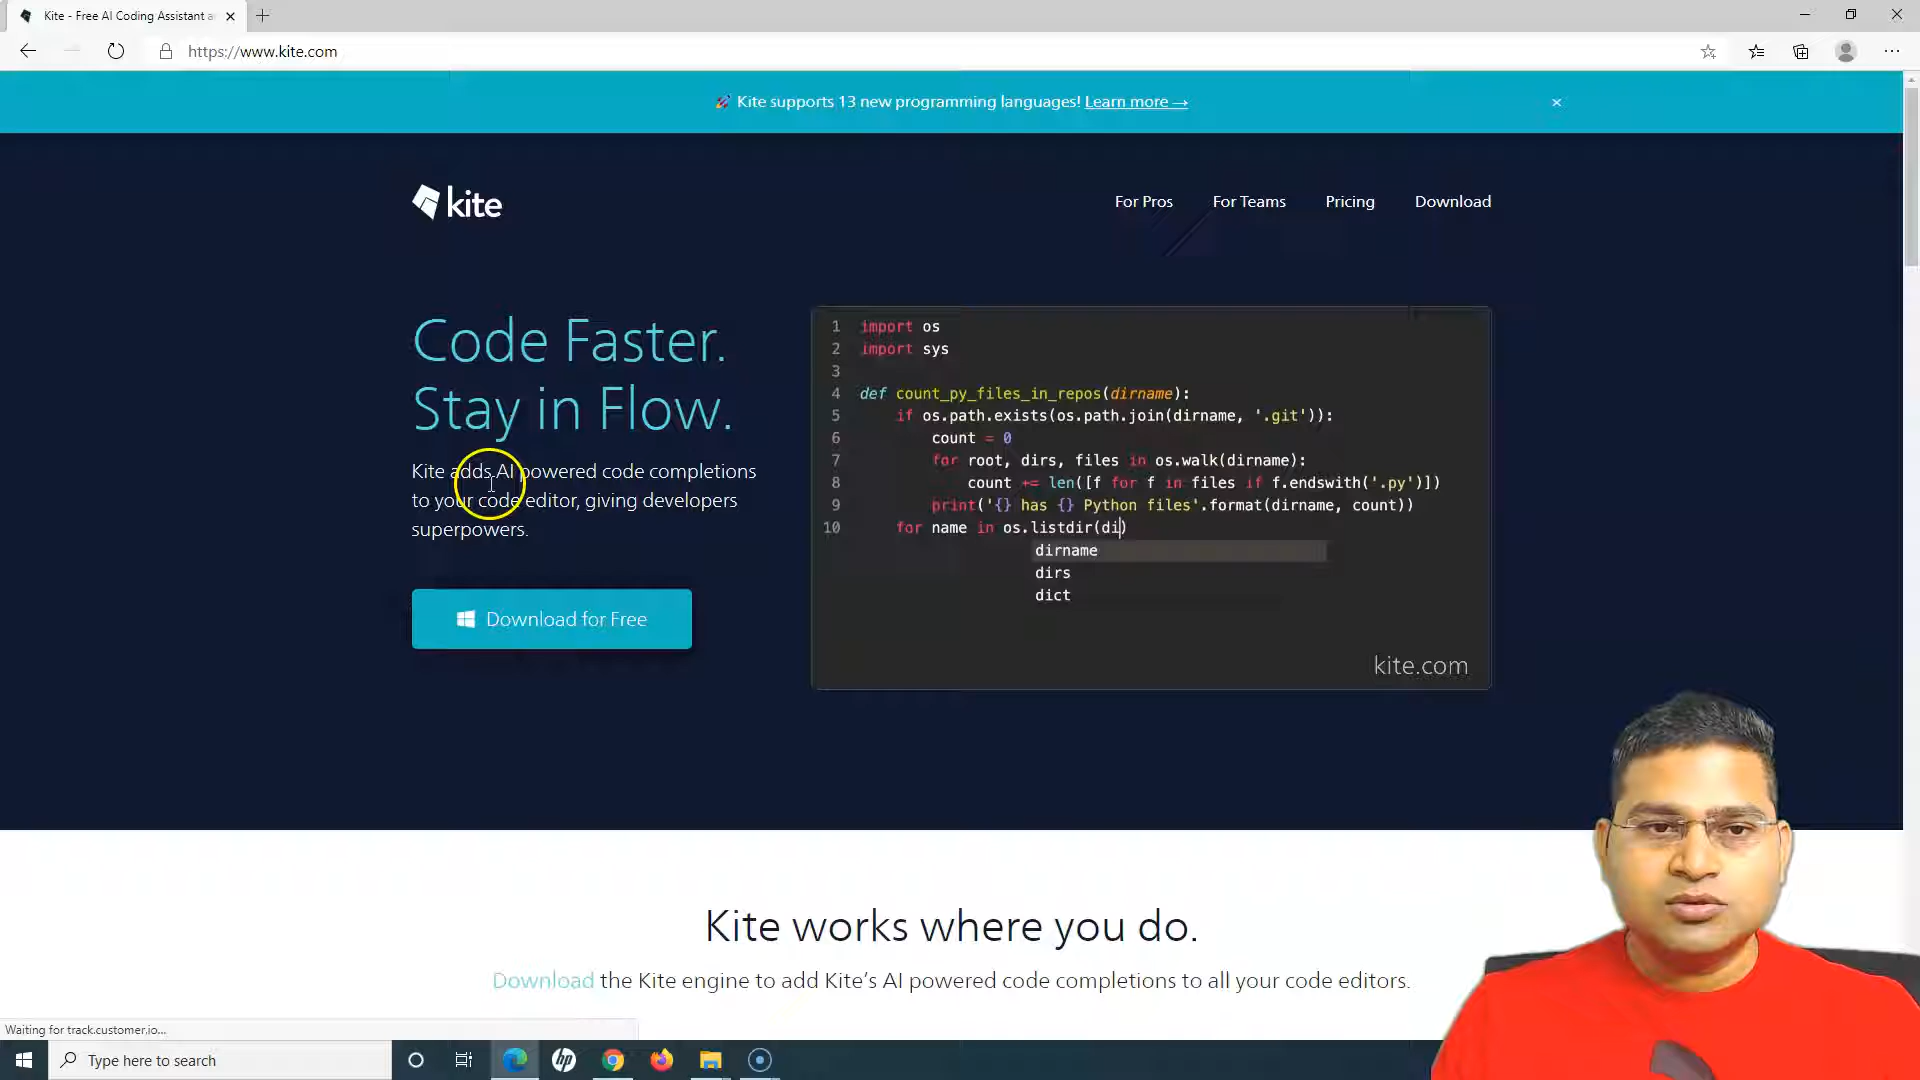 Kite - Free AI Coding Assistant a
https://www.kite.com
🚀 Kite supports 13 new programming languages! Learn more →
kite
For Pros
For Teams
Pricing
Download
Code Faster.
Stay in Flow.
Kite adds AI powered code completions
to your code editor, giving developers
superpowers.
Download for Free
1 import os
2 import sys
3
4 def count_py_files_in_repos(dirname):
5 if os.path.exists(os.path.join(dirname, '.git')):
6 count = 0
7 for root, dirs, files in os.walk(dirname):
8 count += len([f for f in files if f.endswith('.py')])
9 print('{} has {} Python files'.format(dirname, count))
10 for name in os.listdir(di)
dirname
dirs
dict
kite.com
Kite works where you do.
Download the Kite engine to add Kite's AI powered code completions to all your code editors.
Waiting for track.customer.io...
Type here to search
hp